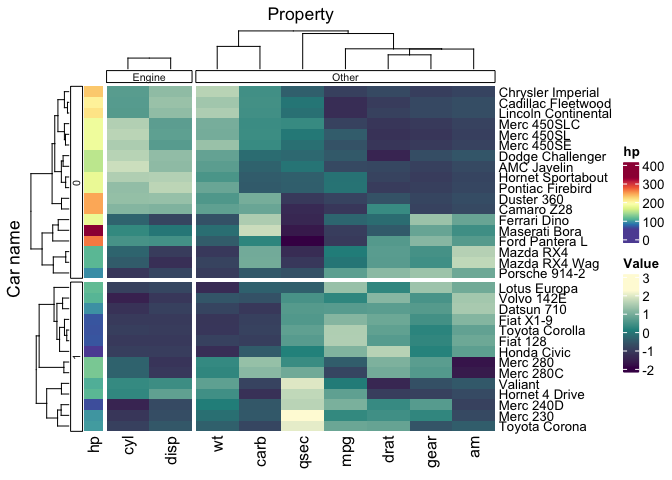 Property
Engine
Other
Car name
0
1
Chrysler Imperial
Cadillac Fleetwood
Lincoln Continental
Merc 450SLC
Merc 450SL
Merc 450SE
Dodge Challenger
AMC Javelin
Hornet Sportabout
Pontiac Firebird
Duster 360
Camaro Z28
Ferrari Dino
Maserati Bora
Ford Pantera L
Mazda RX4
Mazda RX4 Wag
Porsche 914-2
Lotus Europa
Volvo 142E
Datsun 710
Fiat X1-9
Toyota Corolla
Fiat 128
Honda Civic
Merc 280
Merc 280C
Valiant
Hornet 4 Drive
Merc 240D
Merc 230
Toyota Corona
hp
cyl
disp
wt
carb
qsec
mpg
drat
gear
am
hp
400
300
200
100
0
Value
3
2
1
0
-1
-2